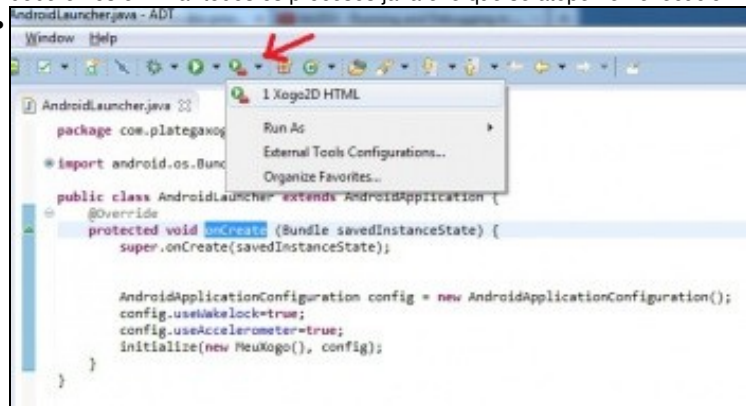 AndroidLauncher.java - ADT
Window Help
AndroidLauncher.java
1 Xogo2D HTML
Run As
External Tools Configurations...
Organize Favorites...
package com.plategaxog
import android.os.Bund
public class AndroidLauncher extends AndroidApplication {
@Override
protected void onCreate (Bundle savedInstanceState) {
super.onCreate(savedInstanceState);
AndroidApplicationConfiguration config = new AndroidApplicationConfiguration();
config.useWakelock=true;
config.useAccelerometer=true;
initialize(new MeuXogo(), config);
}
}